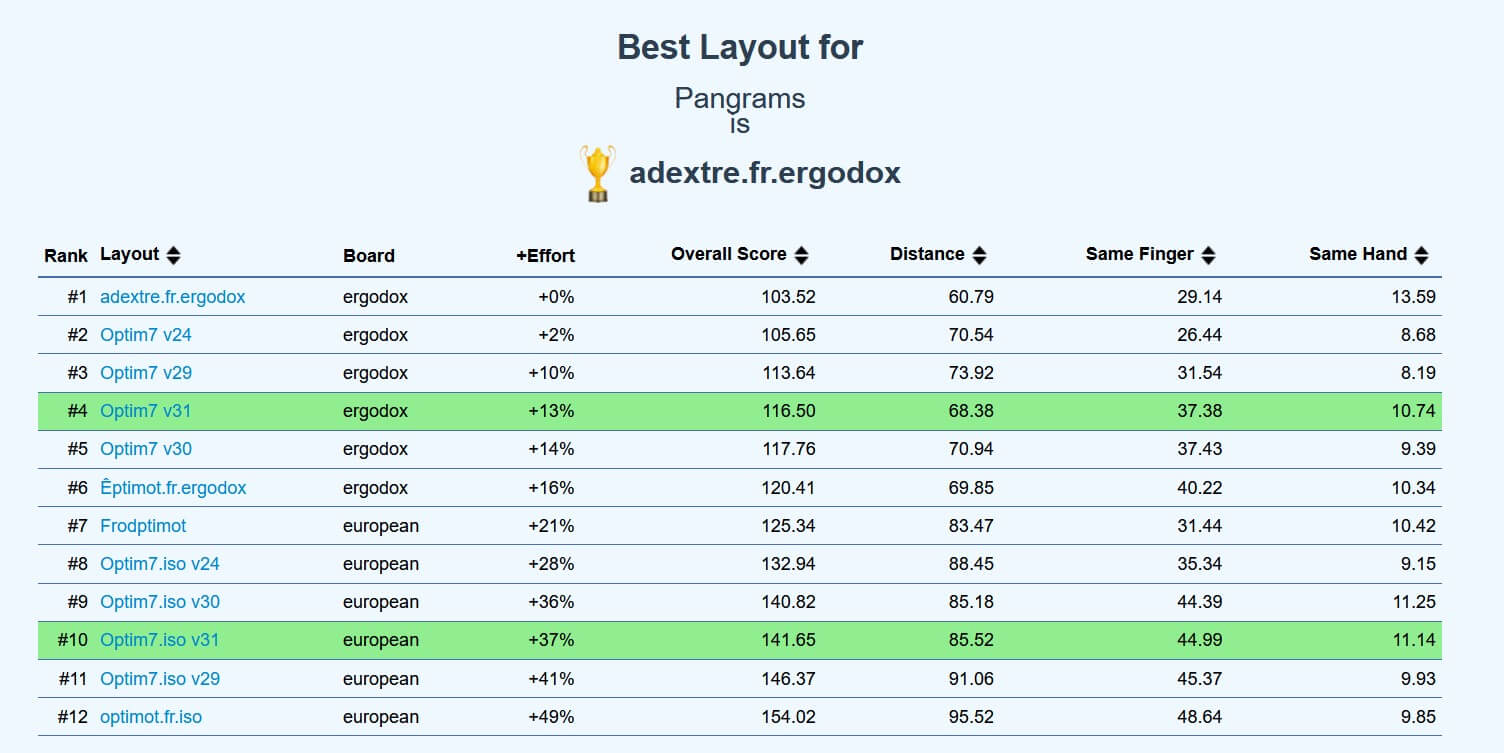 Best Layout for
Pangrams
is
adextre.fr.ergodox
Rank Layout Board +Effort Overall Score Distance Same Finger Same Hand
#1 adextre.fr.ergodox ergodox +0% 103.52 60.79 29.14 13.59
#2 Optim7 v24 ergodox +2% 105.65 70.54 26.44 8.68
#3 Optim7 v29 ergodox +10% 113.64 73.92 31.54 8.19
#4 Optim7 v31 ergodox +13% 116.50 68.38 37.38 10.74
#5 Optim7 v30 ergodox +14% 117.76 70.94 37.43 9.39
#6 Êptimot.fr.ergodox ergodox +16% 120.41 69.85 40.22 10.34
#7 Frodptimot european +21% 125.34 83.47 31.44 10.42
#8 Optim7.iso v24 european +28% 132.94 88.45 35.34 9.15
#9 Optim7.iso v30 european +36% 140.82 85.18 44.39 11.25
#10 Optim7.iso v31 european +37% 141.65 85.52 44.99 11.14
#11 Optim7.iso v29 european +41% 146.37 91.06 45.37 9.93
#12 optimot.fr.iso european +49% 154.02 95.52 48.64 9.85